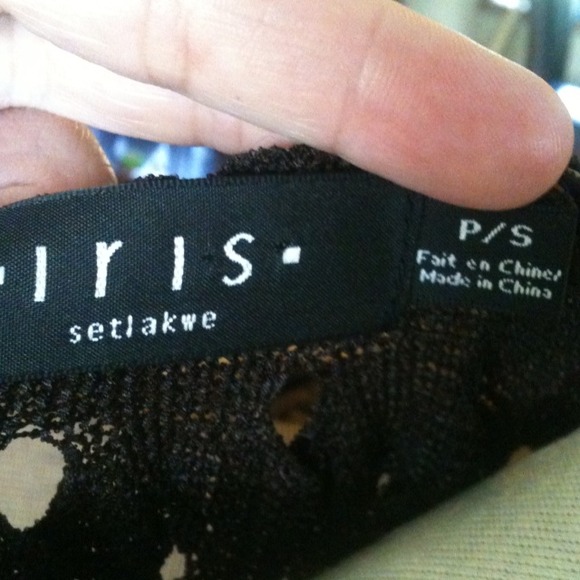 · iris ·
setlakwe
P/S
Fait en Chine/
Made in China